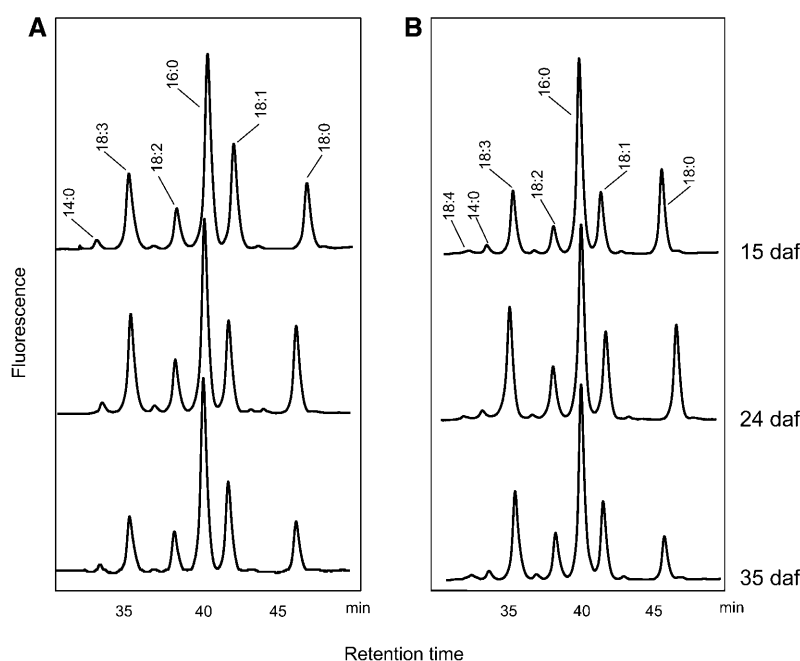 A
B
16:0
18:1
18:3
18:2
18:0
14:0
16:0
18:3
18:1
18:2
18:0
18:4
14:0
15 daf
Fluorescence
24 daf
35 daf
35 40 45 min
35 40 45 min
Retention time